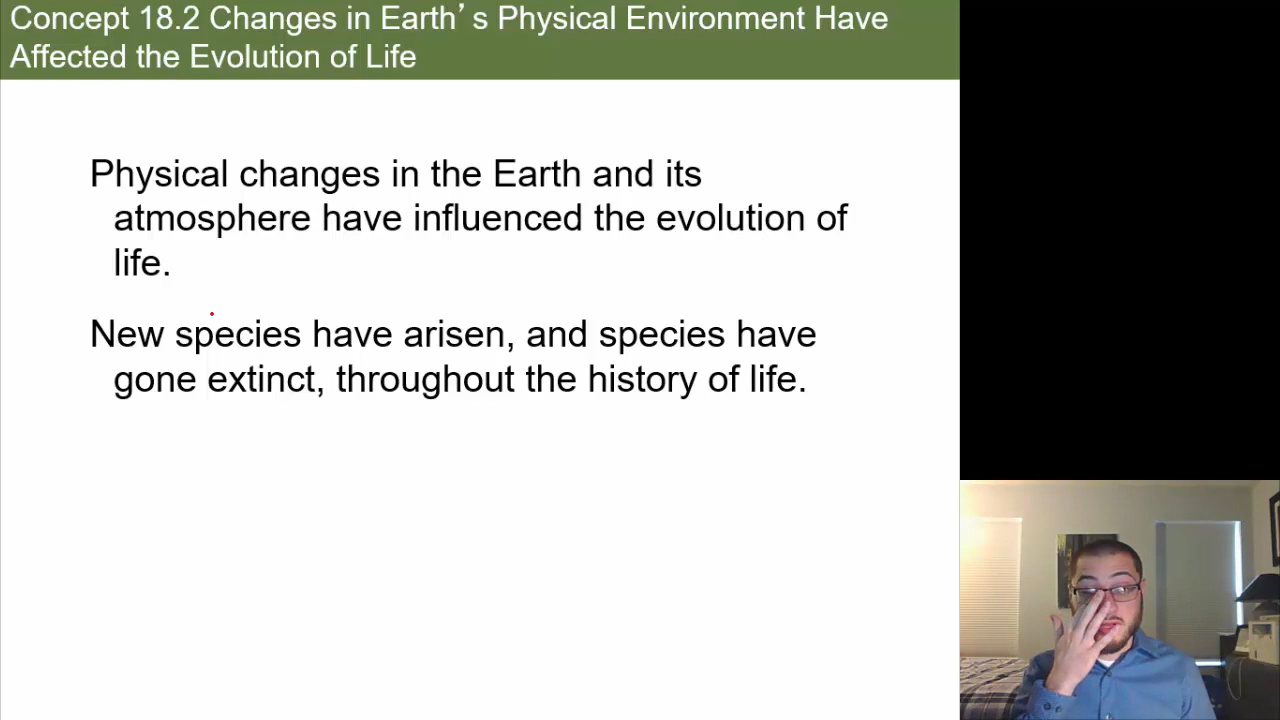 Concept 18.2 Changes in Earth’s Physical Environment Have
Affected the Evolution of Life
Physical changes in the Earth and its
atmosphere have influenced the evolution of
life.
New species have arisen, and species have
gone extinct, throughout the history of life.